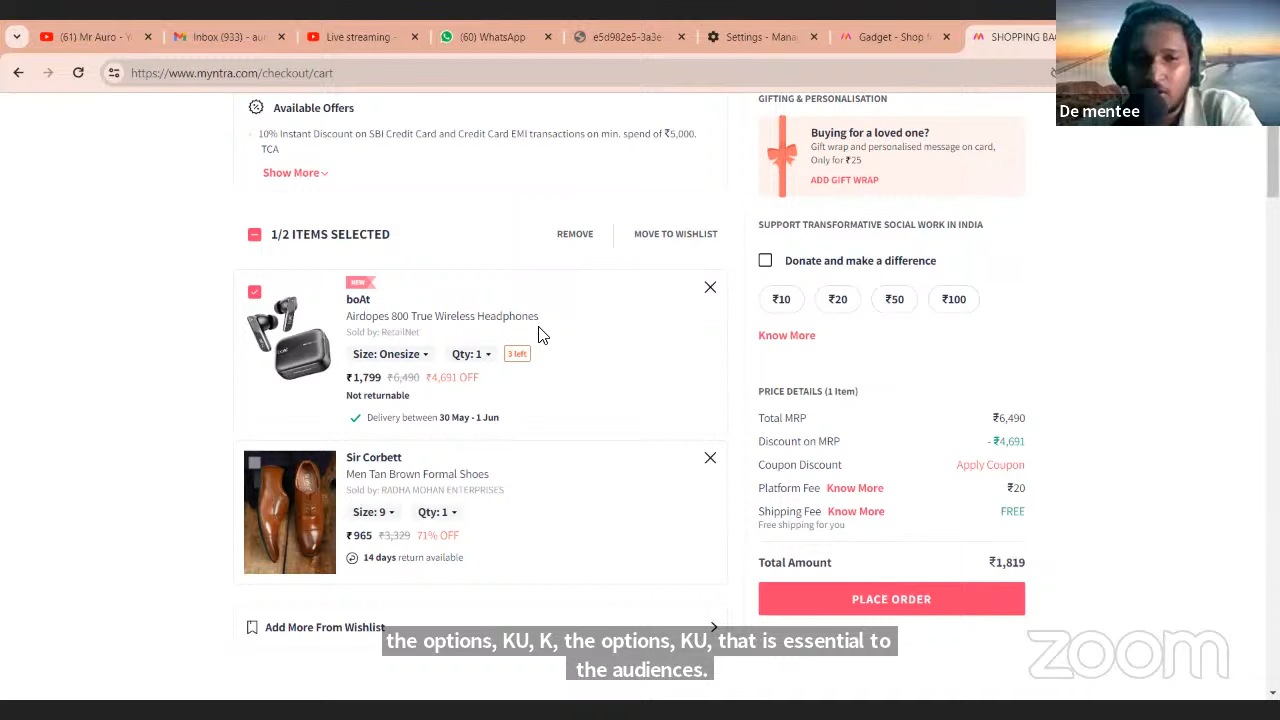 (61) Mr Auro - Y
Inbox (933) - aur
Live streaming -
(60) WhatsApp
e5d982e5-3a3e-
Settings - Mana
Gadget - Shop f
SHOPPING BAG
https://www.myntra.com/checkout/cart
De mentee
Available Offers
10% Instant Discount on SBI Credit Card and Credit Card EMI transactions on min. spend of ₹5,000.
TCA
Show More
1/2 ITEMS SELECTED
REMOVE
MOVE TO WISHLIST
NEW
boAt
Airdopes 800 True Wireless Headphones
Sold by: RetailNet
Size: Onesize
Qty: 1
3 left
₹1,799 ₹6,490 ₹4,691 OFF
Not returnable
Delivery between 30 May - 1 Jun
Sir Corbett
Men Tan Brown Formal Shoes
Sold by: RADHA MOHAN ENTERPRISES
Size: 9
Qty: 1
₹965 ₹3,329 71% OFF
14 days return available
Add More From Wishlist
GIFTING & PERSONALISATION
Buying for a loved one?
Gift wrap and personalised message on card,
Only for ₹25
ADD GIFT WRAP
SUPPORT TRANSFORMATIVE SOCIAL WORK IN INDIA
Donate and make a difference
₹10
₹20
₹50
₹100
Know More
PRICE DETAILS (1 Item)
Total MRP ₹6,490
Discount on MRP - ₹4,691
Coupon Discount Apply Coupon
Platform Fee Know More ₹20
Shipping Fee Know More FREE
Free shipping for you
Total Amount ₹1,819
PLACE ORDER
the options, KU, K, the options, KU, that is essential to
the audiences.
zoom